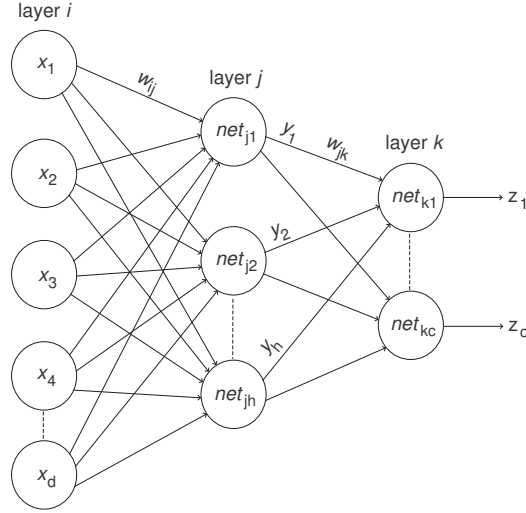 layer i
x1
x2
x3
x4
xd
wij
layer j
netj1
netj2
netjh
y1
y2
yh
wjk
layer k
netk1
netkc
z1
zc